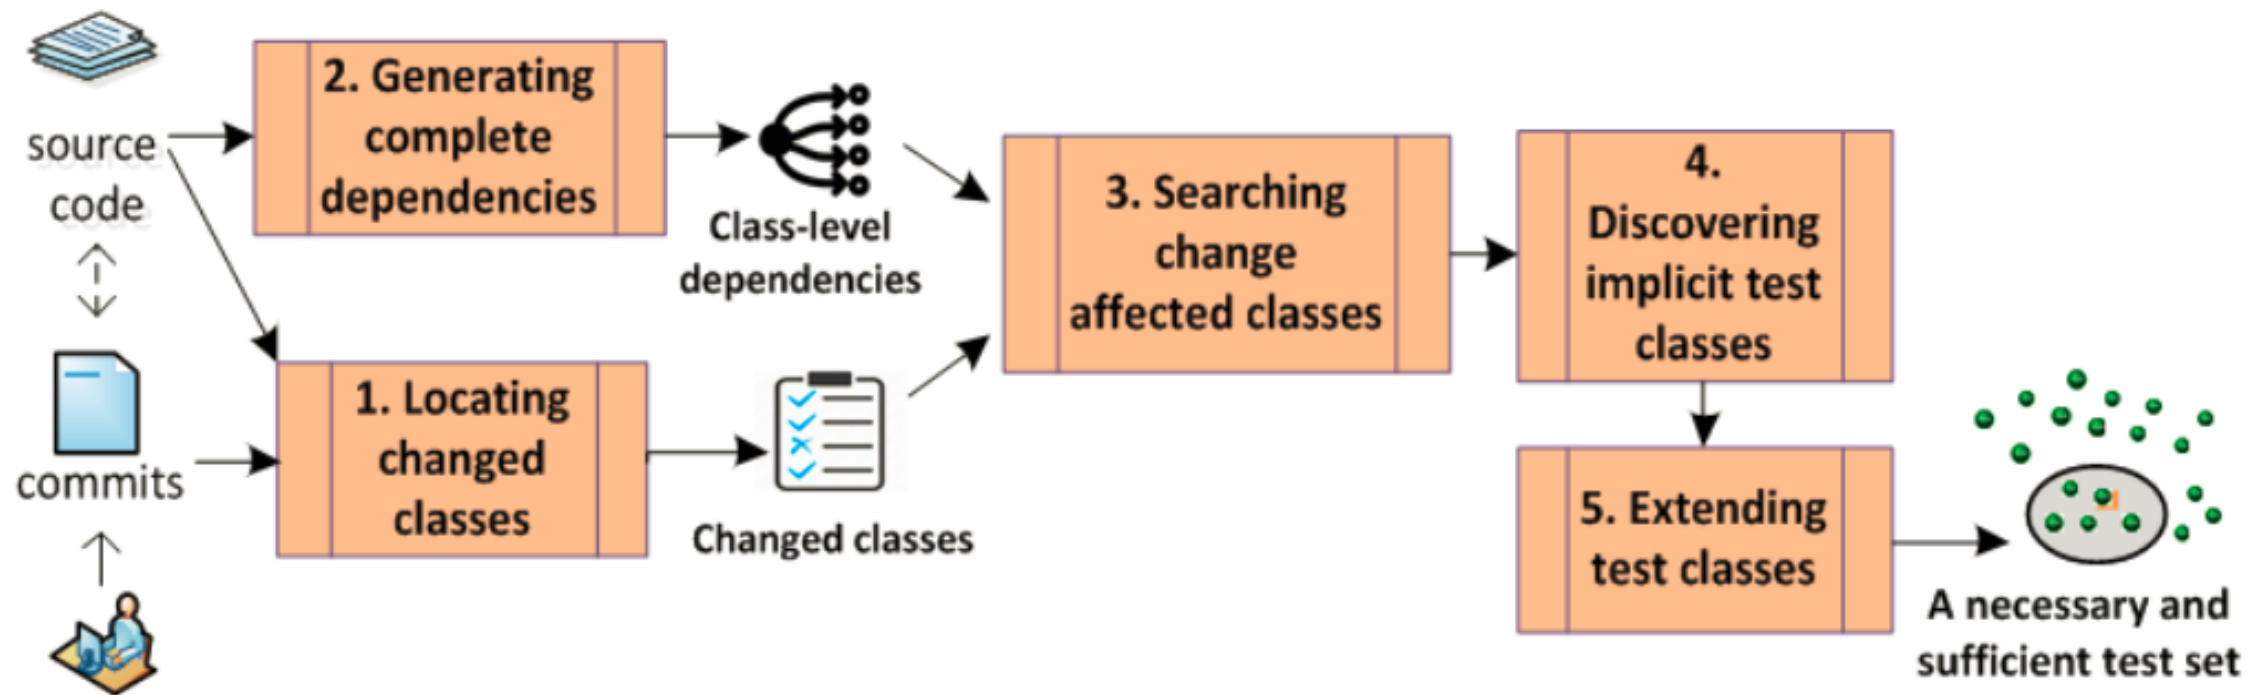 source
code
commits
2. Generating
complete
dependencies
1. Locating
changed
classes
Class-level
dependencies
Changed classes
3. Searching
change
affected classes
4.
Discovering
implicit test
classes
5. Extending
test classes
A necessary and
sufficient test set